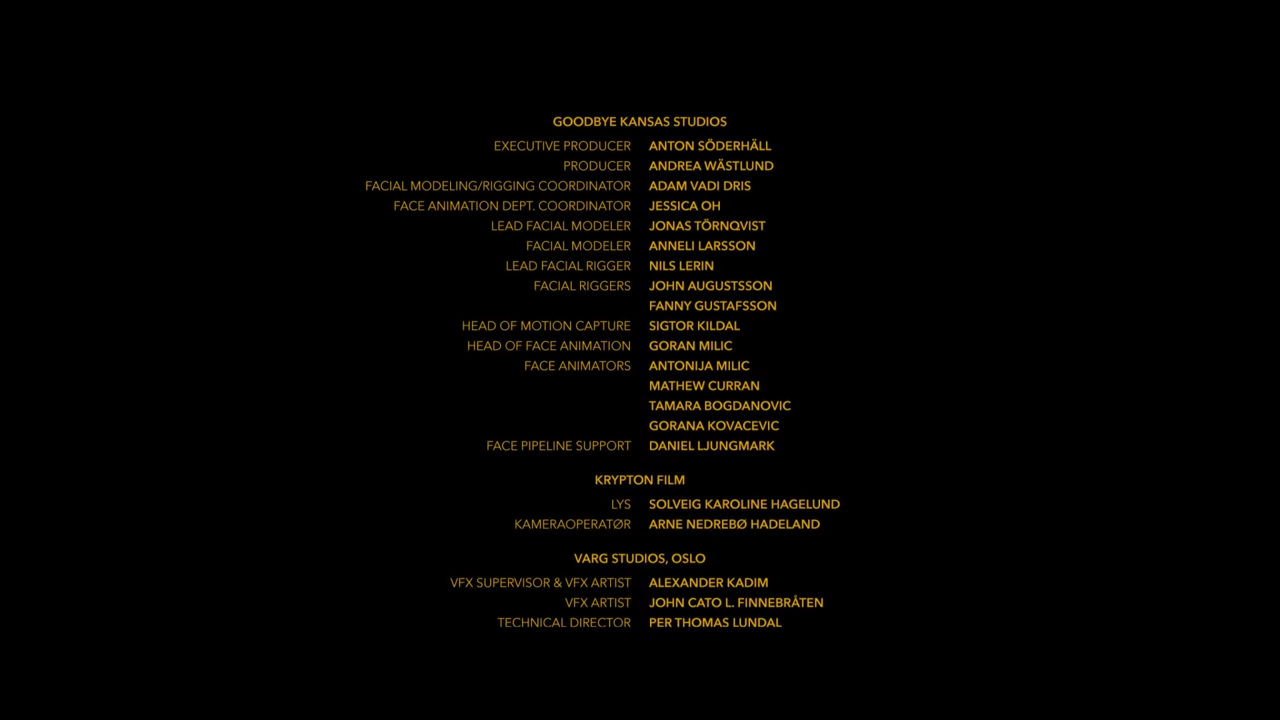 GOODBYE KANSAS STUDIOS
EXECUTIVE PRODUCER ANTON SÖDERHÄLL
PRODUCER ANDREA WÄSTLUND
FACIAL MODELING/RIGGING COORDINATOR ADAM VADI DRIS
FACE ANIMATION DEPT. COORDINATOR JESSICA OH
LEAD FACIAL MODELER JONAS TÖRNQVIST
FACIAL MODELER ANNELI LARSSON
LEAD FACIAL RIGGER NILS LERIN
FACIAL RIGGERS JOHN AUGUSTSSON
FANNY GUSTAFSSON
HEAD OF MOTION CAPTURE SIGTOR KILDAL
HEAD OF FACE ANIMATION GORAN MILIC
FACE ANIMATORS ANTONIJA MILIC
MATHEW CURRAN
TAMARA BOGDANOVIC
GORANA KOVACEVIC
FACE PIPELINE SUPPORT DANIEL LJUNGMARK
KRYPTON FILM
LYS SOLVEIG KAROLINE HAGELUND
KAMERAOPERATØR ARNE NEDREBØ HADELAND
VARG STUDIOS, OSLO
VFX SUPERVISOR & VFX ARTIST ALEXANDER KADIM
VFX ARTIST JOHN CATO L. FINNEBRÅTEN
TECHNICAL DIRECTOR PER THOMAS LUNDAL